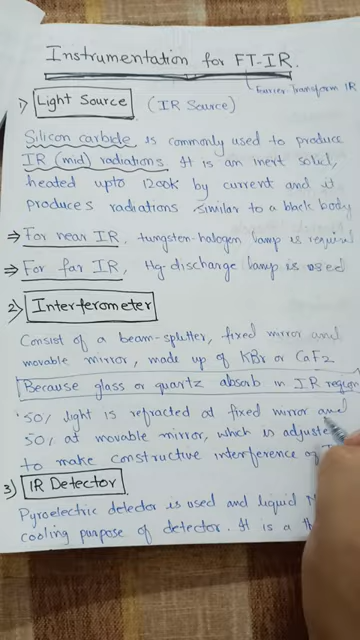 Instrumentation for FT-IR.
Fourier Transform IR
1) Light Source (IR Source)
Silicon carbide is commonly used to produce
IR (mid) radiations. It is an inert solid,
heated upto 1200K by current and it
produces radiations similar to a black body
⇒ For near IR, tungsten-halogen lamp is required
⇒ For far IR, Hg-discharge lamp is used
2) Interferometer
Consist of a beam-splitter, fixed mirror and
movable mirror, made up of KBr or CaF2
Because glass or quartz absorb in IR region
50% light is refracted at fixed mirror and
50% at movable mirror, which is adjusted
to make constructive interference of
3) IR Detector
Pyroelectric detector is used and liquid
cooling purpose of detector. It is a